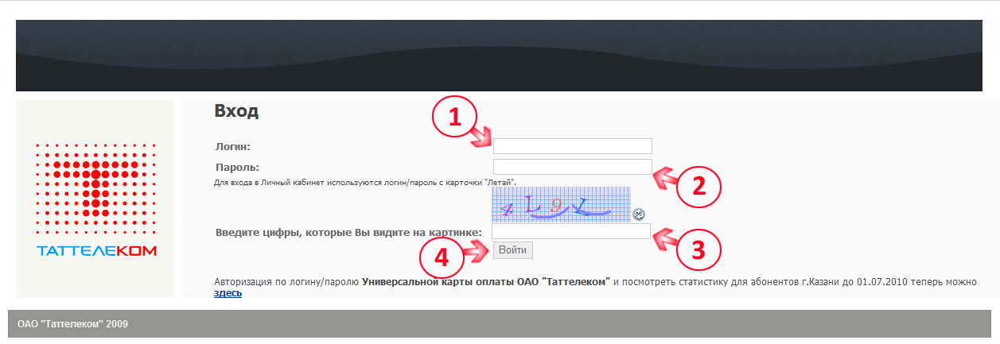 Вход
1
Логин:
Пароль:
2
Для входа в Личный кабинет используются логин/пароль с карточки "Летай".
ТАТТЕЛЕКОМ
Введите цифры, которые Вы видите на картинке:
3
4
Войти
Авторизация по логину/паролю Универсальной карты оплаты ОАО "Таттелеком" и посмотреть статистику для абонентов г.Казани до 01.07.2010 теперь можно
здесь
ОАО "Таттелеком" 2009